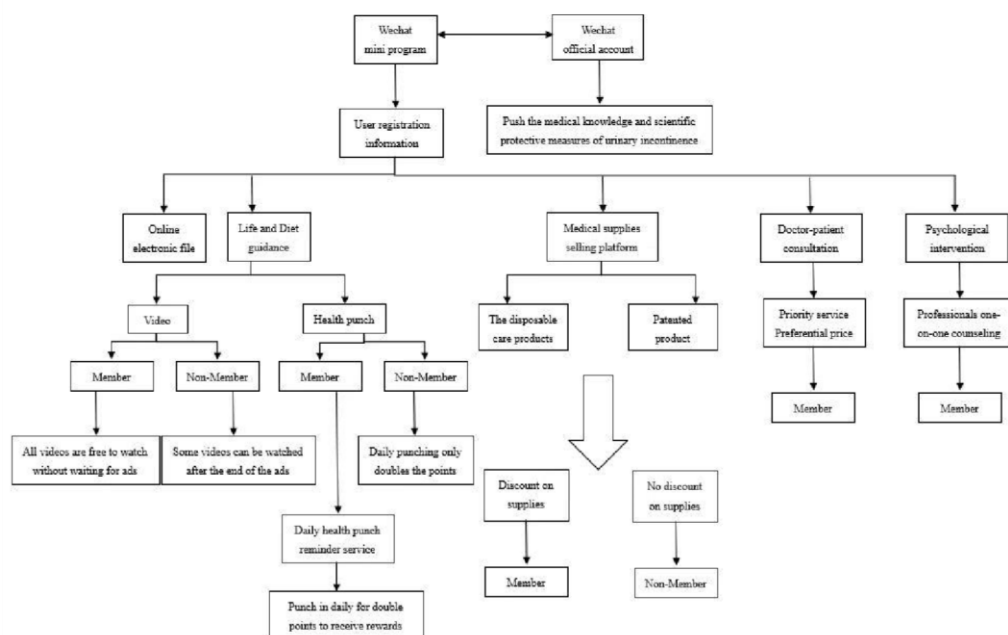 Wechat
mini program
Wechat
official account
User registration
information
Push the medical knowledge and scientific
protective measures of urinary incontinence
Online
electronic file
Life and Diet
guidance
Medical supplies
selling platform
Doctor-patient
consultation
Psychological
intervention
Video
Health punch
The disposable
care products
Patented
product
Priority service
Preferential price
Professionals one-
on-one counseling
Member
Non-Member
Member
Non-Member
Member
Member
All videos are free to watch
without waiting for ads
Some videos can be watched
after the end of the ads
Daily punching only
doubles the points
Discount on
supplies
No discount
on supplies
Daily health punch
reminder service
Member
Non-Member
Punch in daily for double
points to receive rewards